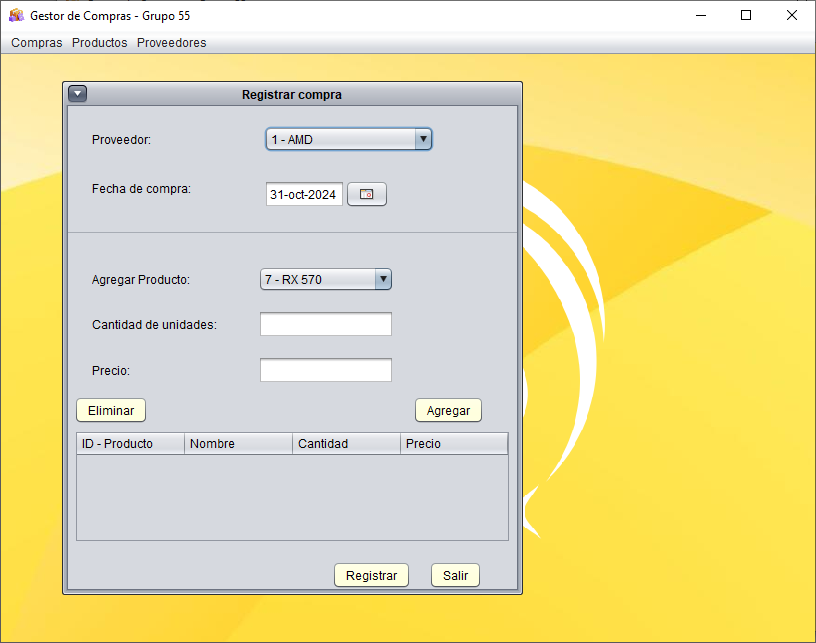 Gestor de Compras - Grupo 55
Compras Productos Proveedores
Registrar compra
Proveedor: 1 - AMD
Fecha de compra: 31-oct-2024
Agregar Producto: 7 - RX 570
Cantidad de unidades:
Precio:
Eliminar Agregar
ID - Producto Nombre Cantidad Precio
Registrar Salir